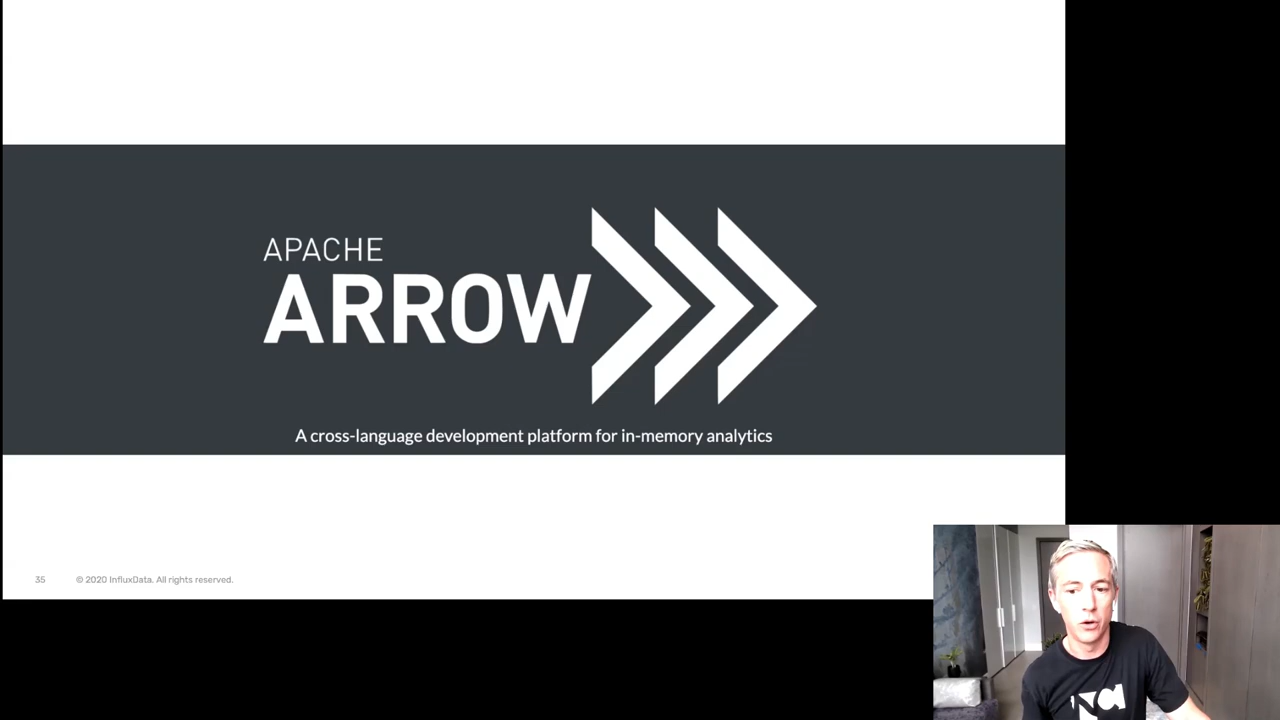 APACHE
ARROW
A cross-language development platform for in-memory analytics
35
© 2020 InfluxData. All rights reserved.